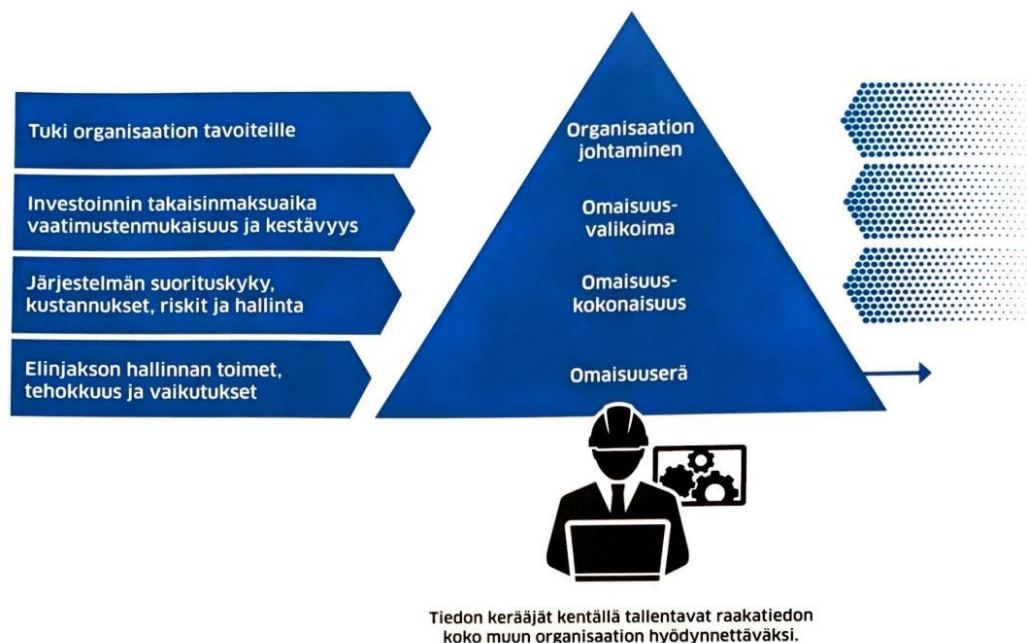 Tuki organisaation tavoitteille
Investoinnin takaisinmaksuaika
vaatimustenmukaisuus ja kestävyys
Järjestelmän suorituskyky,
kustannukset, riskit ja hallinta
Elinjakson hallinnan toimet,
tehokkuus ja vaikutukset
Organisaation
johtaminen
Omaisuus-
valikoima
Omaisuus-
kokonaisuus
Omaisuuserä
Tiedon kerääjät kentällä tallentavat raakatiedon
koko muun organisaation hyödynnettäväksi.